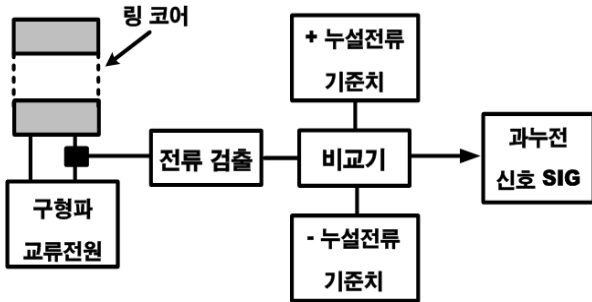 링 코어
+ 누설전류
기준치
전류 검출
비교기
과누전
신호 SIG
구형파
교류전원
- 누설전류
기준치